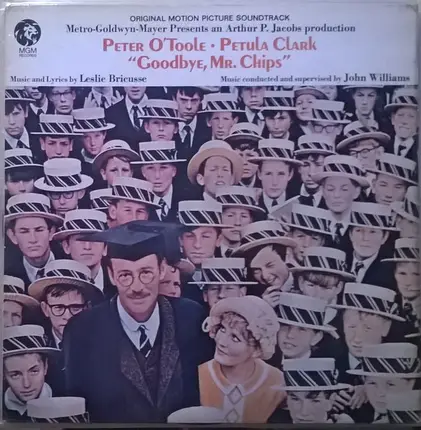 ORIGINAL MOTION PICTURE SOUNDTRACK
Metro-Goldwyn-Mayer Presents an Arthur P. Jacobs production
PETER O'TOOLE · PETULA CLARK
"GOODBYE, MR. CHIPS"
Music and Lyrics by Leslie Bricusse
Music conducted and supervised by John Williams
MGM
RECORDS